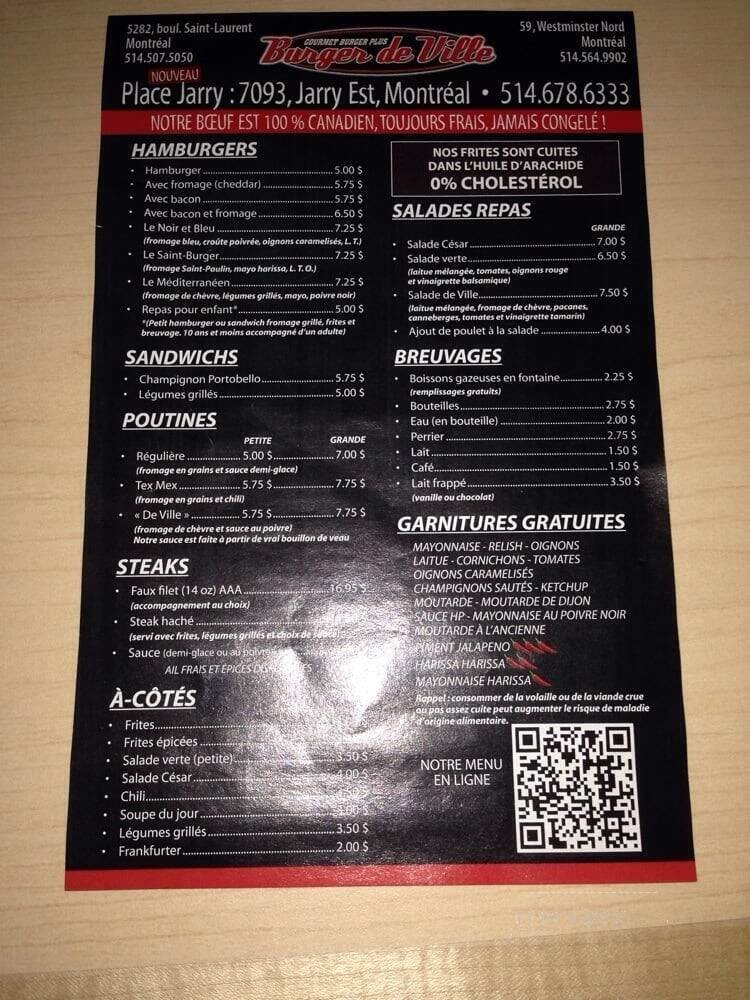 5282, boul. Saint-Laurent
Montréal
514.507.5050
GOURMET BURGER PLUS
Burger de Ville
59, Westminster Nord
Montréal
514.564.9902
NOUVEAU
Place Jarry : 7093, Jarry Est, Montréal • 514.678.6333
NOTRE BŒUF EST 100 % CANADIEN, TOUJOURS FRAIS, JAMAIS CONGELÉ !
HAMBURGERS
• Hamburger 5.00 $
• Avec fromage (cheddar) 5.75 $
• Avec bacon 5.75 $
• Avec bacon et fromage 6.50 $
• Le Noir et Bleu 7.25 $
(fromage bleu, croûte poivrée, oignons caramelisés, L. T.)
• Le Saint-Burger 7.25 $
(fromage Saint-Paulin, mayo harissa, L. T. O.)
• Le Méditerranéen 7.25 $
(fromage de chèvre, légumes grillés, mayo, poivre noir)
• Repas pour enfant* 5.00 $
*(Petit hamburger ou sandwich fromage grillé, frites et
breuvage. 10 ans et moins accompagné d'un adulte)
SANDWICHS
• Champignon Portobello 5.75 $
• Légumes grillés 5.00 $
POUTINES
PETITE GRANDE
• Régulière 5.00 $ 7.00 $
(fromage en grains et sauce demi-glace)
• Tex Mex 5.75 $ 7.75 $
(fromage en grains et chili)
• « De Ville » 5.75 $ 7.75 $
(fromage de chèvre et sauce au poivre)
Notre sauce est faite à partir de vrai bouillon de veau
STEAKS
• Faux filet (14 oz) AAA 16.95 $
(accompagnement au choix)
• Steak haché
(servi avec frites, légumes grillés et choix de sauce)
• Sauce (demi-glace ou au poivre)
AIL FRAIS ET ÉPICES
À-CÔTÉS
• Frites
• Frites épicées
• Salade verte (petite) 3.50 $
• Salade César 4.00 $
• Chili
• Soupe du jour
• Légumes grillés 3.50 $
• Frankfurter 2.00 $
NOS FRITES SONT CUITES
DANS L'HUILE D'ARACHIDE
0% CHOLESTÉROL
SALADES REPAS
GRANDE
• Salade César 7.00 $
• Salade verte 6.50 $
(laitue mélangée, tomates, oignons rouge
et vinaigrette balsamique)
• Salade de Ville 7.50 $
(laitue mélangée, fromage de chèvre, pacanes,
canneberges, tomates et vinaigrette tamarin)
• Ajout de poulet à la salade 4.00 $
BREUVAGES
• Boissons gazeuses en fontaine 2.25 $
(remplissages gratuits)
• Bouteilles 2.75 $
• Eau (en bouteille) 2.00 $
• Perrier 2.75 $
• Lait 1.50 $
• Café 1.50 $
• Lait frappé 3.50 $
(vanille ou chocolat)
GARNITURES GRATUITES
MAYONNAISE - RELISH - OIGNONS
LAITUE - CORNICHONS - TOMATES
OIGNONS CARAMELISÉS
CHAMPIGNONS SAUTÉS - KETCHUP
MOUTARDE - MOUTARDE DE DIJON
SAUCE HP - MAYONNAISE AU POIVRE NOIR
MOUTARDE À L'ANCIENNE
PIMENT JALAPENO
HARISSA HARISSA
MAYONNAISE HARISSA
Rappel : consommer de la volaille ou de la viande crue
ou pas assez cuite peut augmenter le risque de maladie
d'origine alimentaire.
NOTRE MENU
EN LIGNE